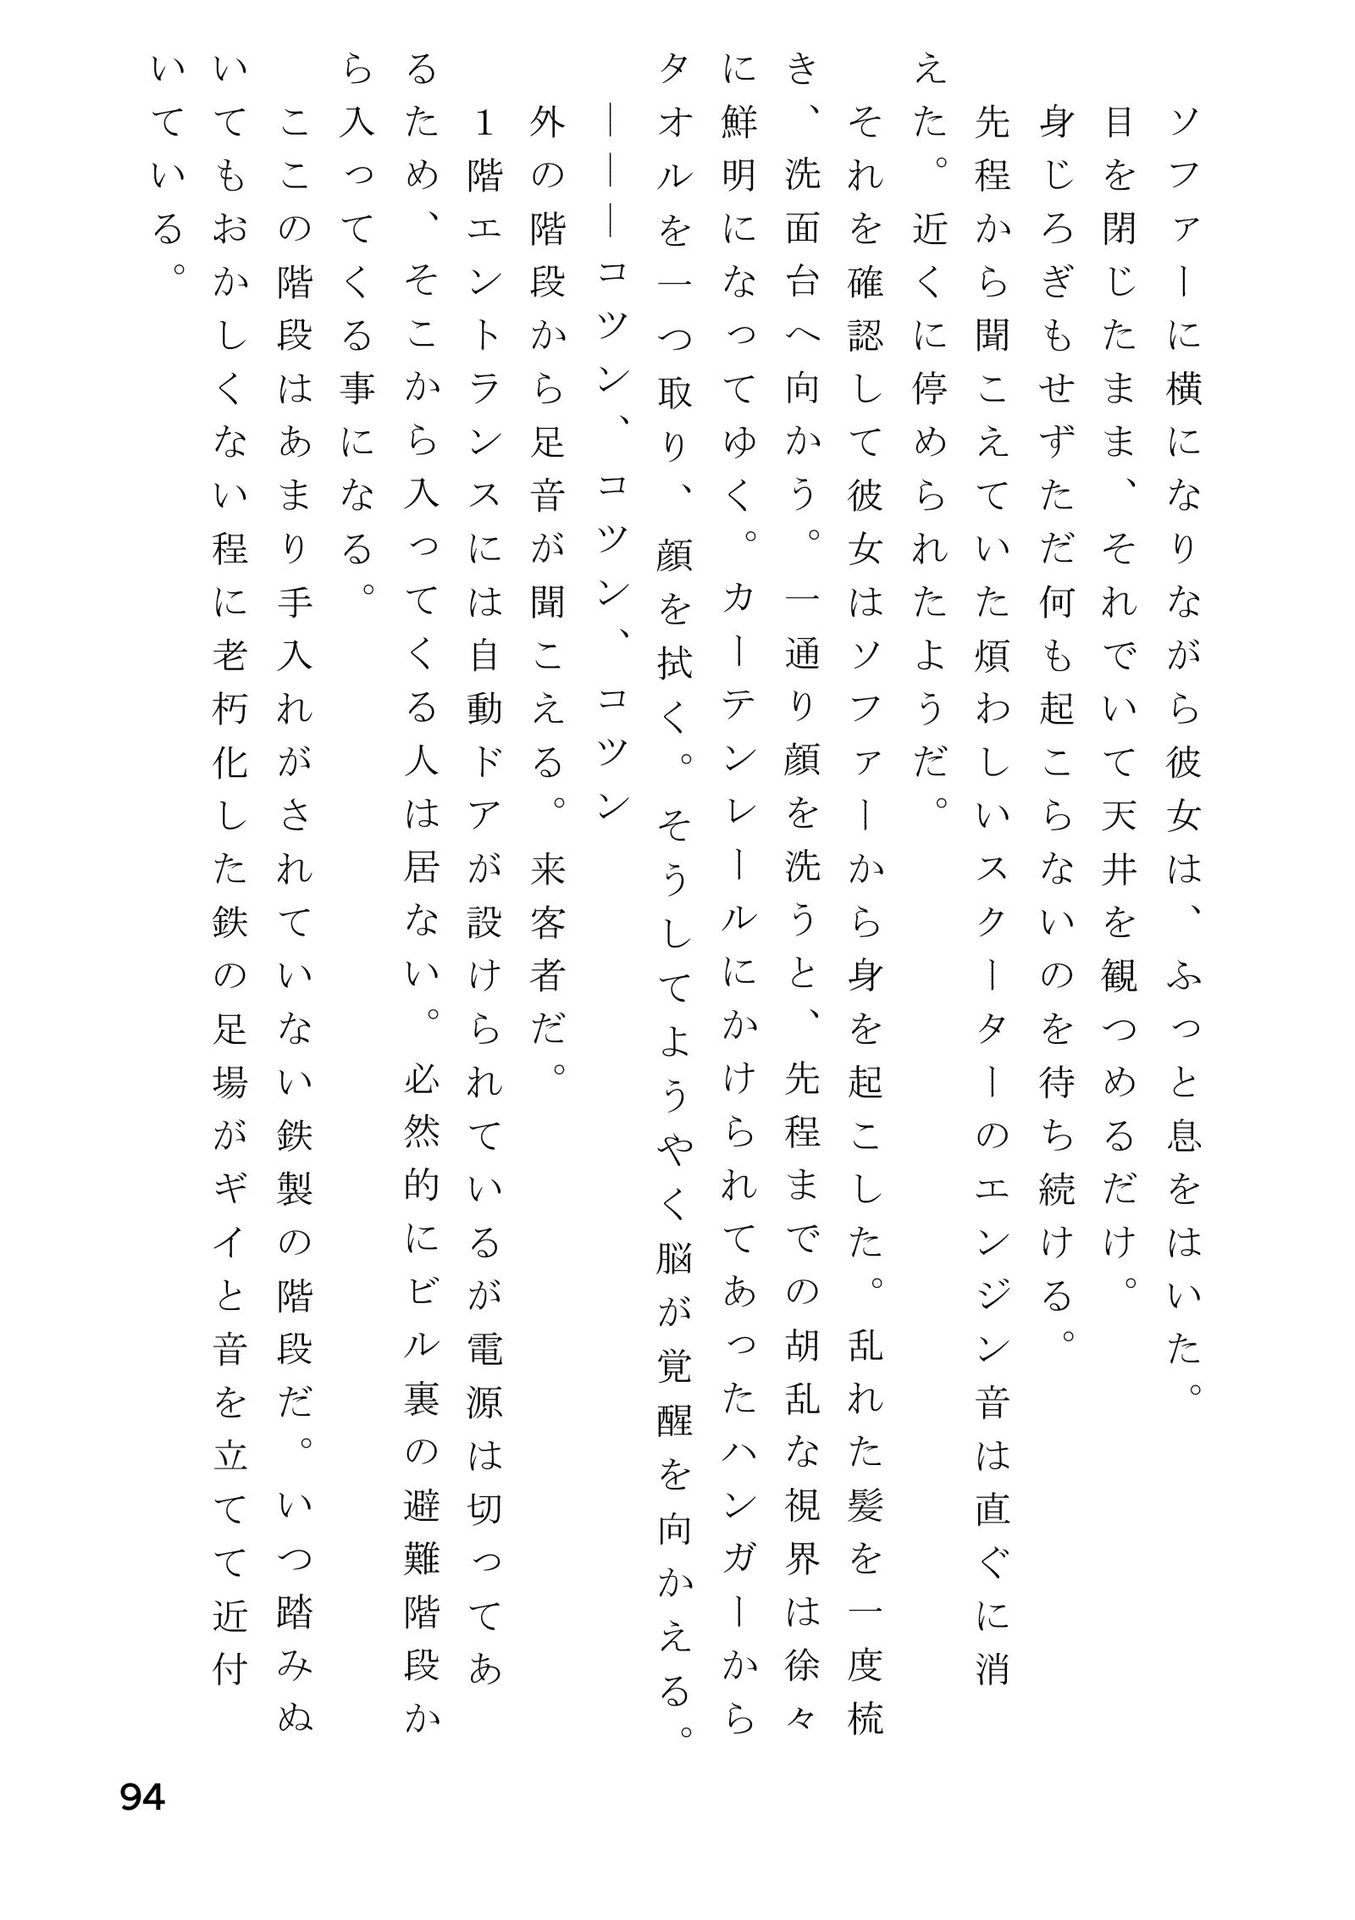 ソファーに横になりながら彼女は、ふっと息をはいた。
　目を閉じたまま、それでいて天井を観つめるだけ。
　身じろぎもせずただ何も起こらないのを待ち続ける。
　先程から聞こえていた煩わしいスクーターのエンジン音は直ぐに消
えた。近くに停められたようだ。
　それを確認して彼女はソファーから身を起こした。乱れた髪を一度梳
き、洗面台へ向かう。一通り顔を洗うと、先程までの胡乱な視界は徐々
に鮮明になってゆく。カーテンレールにかけられてあったハンガーから
タオルを一つ取り、顔を拭く。そうしてようやく脳が覚醒を向かえる。
　―――コツン、コツン、コツン
　外の階段から足音が聞こえる。来客者だ。
　１階エントランスには自動ドアが設けられているが電源は切ってあ
るため、そこから入ってくる人は居ない。必然的にビル裏の避難階段か
ら入ってくる事になる。
　ここの階段はあまり手入れがされていない鉄製の階段だ。いつ踏みぬ
いてもおかしくない程に老朽化した鉄の足場がギイと音を立てて近付
いている。
94